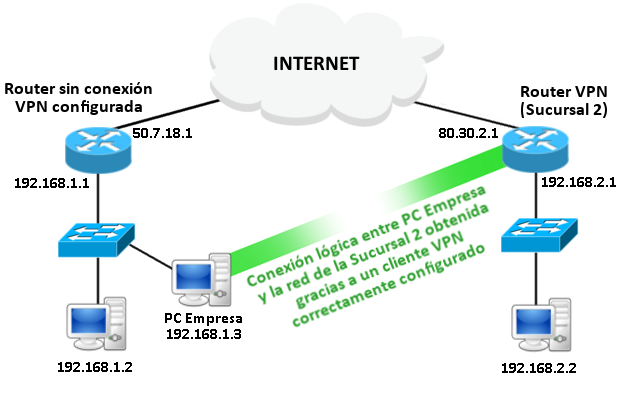 INTERNET
Router sin conexión
VPN configurada
Router VPN
(Sucursal 2)
50.7.18.1
80.30.2.1
192.168.1.1
192.168.2.1
Conexión lógica entre PC Empresa
y la red de la Sucursal 2 obtenida
gracias a un cliente VPN
correctamente configurado
PC Empresa
192.168.1.3
192.168.1.2
192.168.2.2